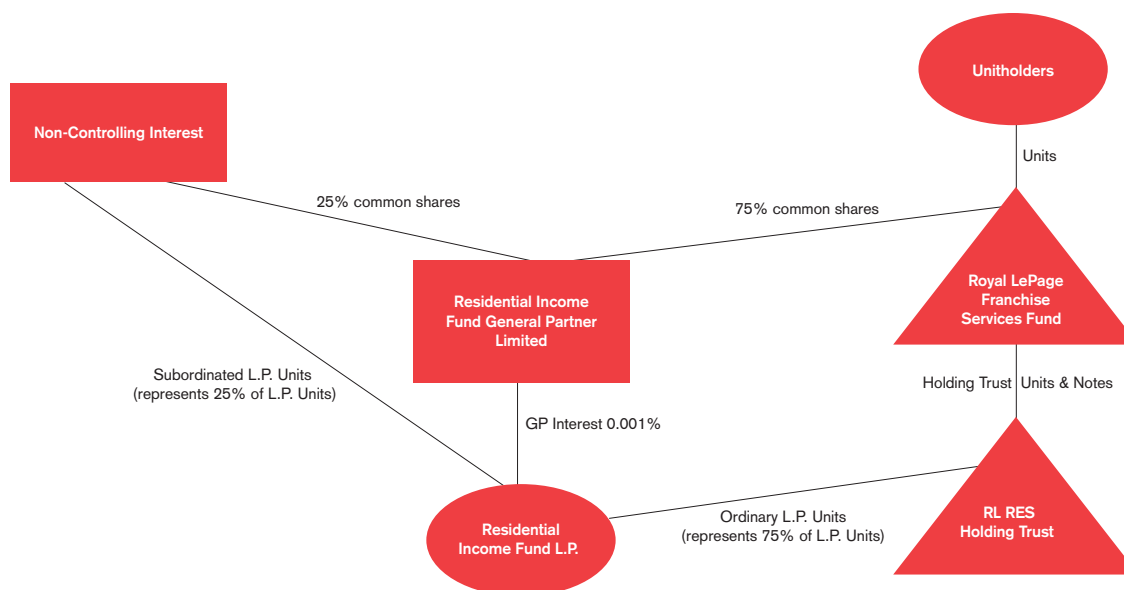 Unitholders
Non-Controlling Interest
Units
25% common shares
75% common shares
Residential Income
Fund General Partner
Limited
Royal LePage
Franchise
Services Fund
Subordinated L.P. Units
(represents 25% of L.P. Units)
Holding Trust Units & Notes
GP Interest 0.001%
Ordinary L.P. Units
(represents 75% of L.P. Units)
Residential
Income Fund L.P.
RL RES
Holding Trust